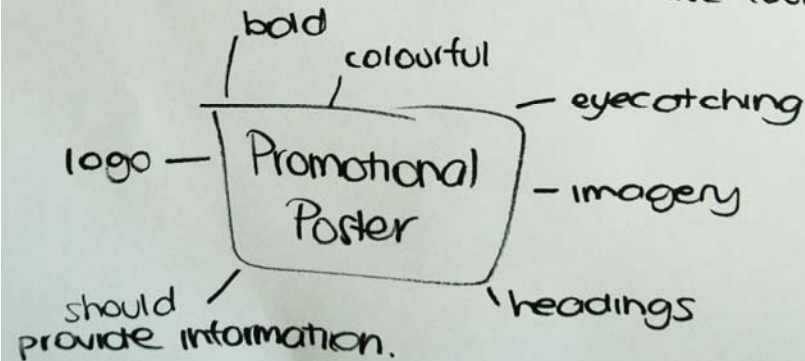 bold
colourful
eyecatching
logo
Promotional
Poster
imagery
should
provide information.
headings